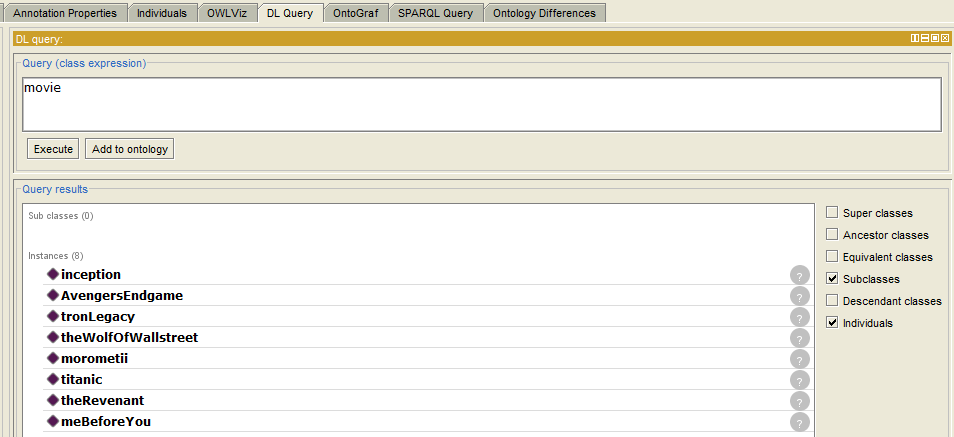 Annotation Properties Individuals OWLViz DL Query OntoGraf SPARQL Query Ontology Differences
DL query:
Query (class expression)
movie
Execute Add to ontology
Query results
Sub classes (0)
Instances (8)
inception ?
AvengersEndgame ?
tronLegacy ?
theWolfOfWallstreet ?
morometii ?
titanic ?
theRevenant ?
meBeforeYou ?
Super classes
Ancestor classes
Equivalent classes
Subclasses
Descendant classes
Individuals